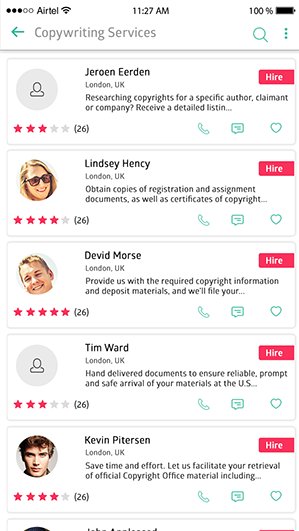 Airtel 11:27 AM 100 %
Copywriting Services
Jeroen Eerden
Hire
London, UK
Researching copyrights for a specific author, claimant
or company? Receive a detailed listin...
(26)
Lindsey Hency
Hire
London, UK
Obtain copies of registration and assignment
documents, as well as certificates of copyright...
(26)
Devid Morse
Hire
London, UK
Provide us with the required copyright information
and deposit materials, and we'll file your...
(26)
Tim Ward
Hire
London, UK
Hand delivered documents to ensure reliable, prompt
and safe arrival of your materials at the U.S...
(26)
Kevin Pitersen
Hire
London, UK
Save time and effort. Let us facilitate your retrieval
of official Copyright Office material including...
(26)